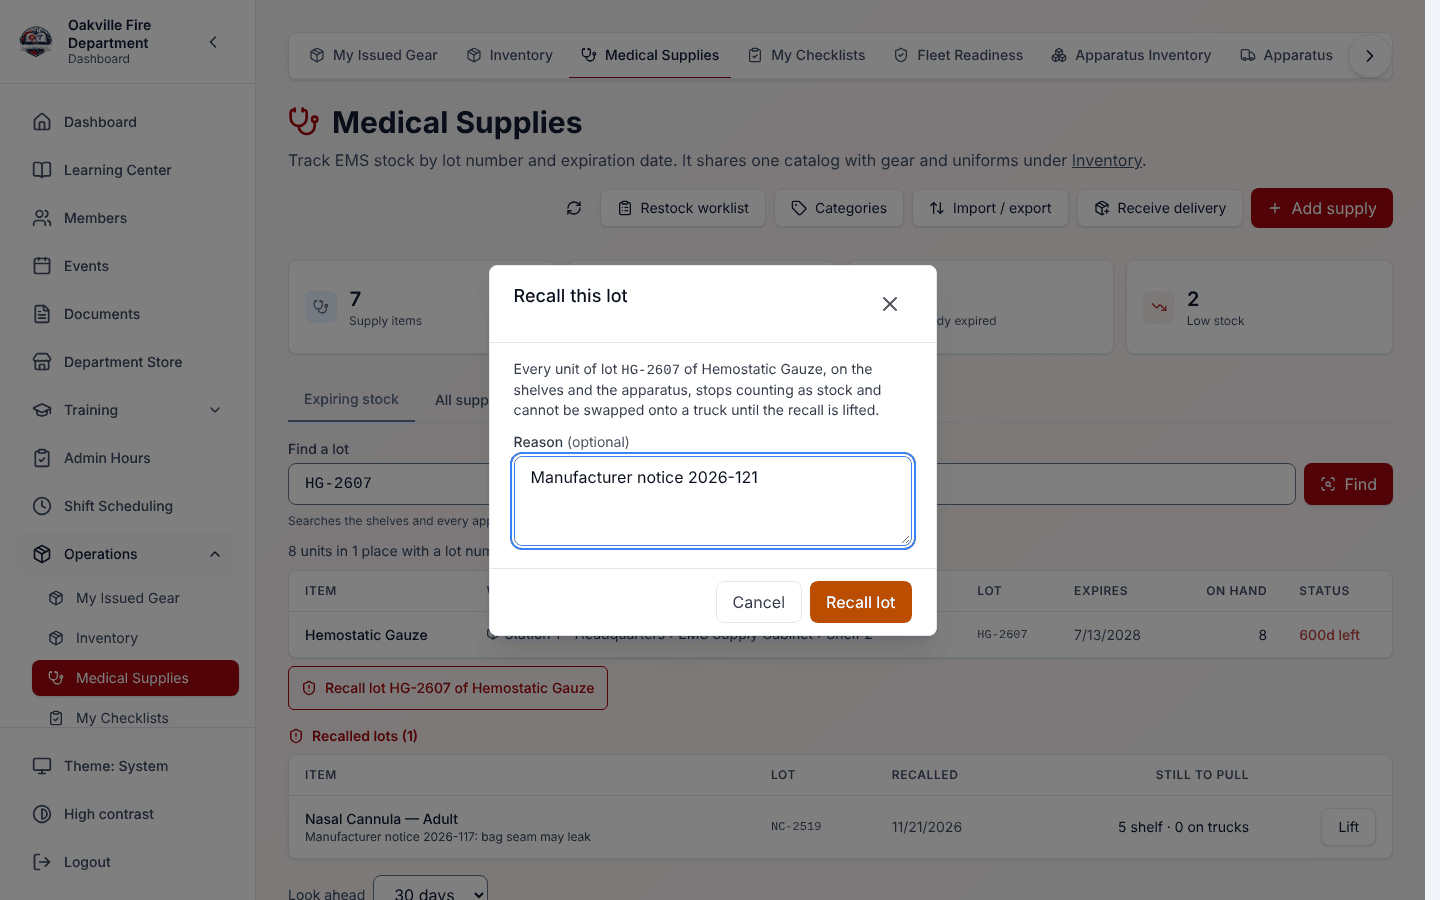 Oakville Fire
Department
Dashboard
Dashboard
Learning Center
Members
Events
Documents
Department Store
Training
Admin Hours
Shift Scheduling
Operations
My Issued Gear
Inventory
Medical Supplies
My Checklists
Theme: System
High contrast
Logout
My Issued Gear
Inventory
Medical Supplies
My Checklists
Fleet Readiness
Apparatus Inventory
Apparatus
Medical Supplies
Track EMS stock by lot number and expiration date. It shares one catalog with gear and uniforms under Inventory.
Restock worklist
Categories
Import / export
Receive delivery
Add supply
7
Supply items
dy expired
2
Low stock
Expiring stock
All supp
Find a lot
HG-2607
Find
Searches the shelves and every app
8 units in 1 place with a lot num
ITEM LOT EXPIRES ON HAND STATUS
Hemostatic Gauze HG-2607 7/13/2028 8 600d left
Recall lot HG-2607 of Hemostatic Gauze
Recalled lots (1)
ITEM LOT RECALLED STILL TO PULL
Nasal Cannula — Adult NC-2519 11/21/2026 5 shelf · 0 on trucks Lift
Manufacturer notice 2026-117: bag seam may leak
Look ahead 30 days
Recall this lot
Every unit of lot HG-2607 of Hemostatic Gauze, on the
shelves and the apparatus, stops counting as stock and
cannot be swapped onto a truck until the recall is lifted.
Reason (optional)
Manufacturer notice 2026-121
Cancel
Recall lot